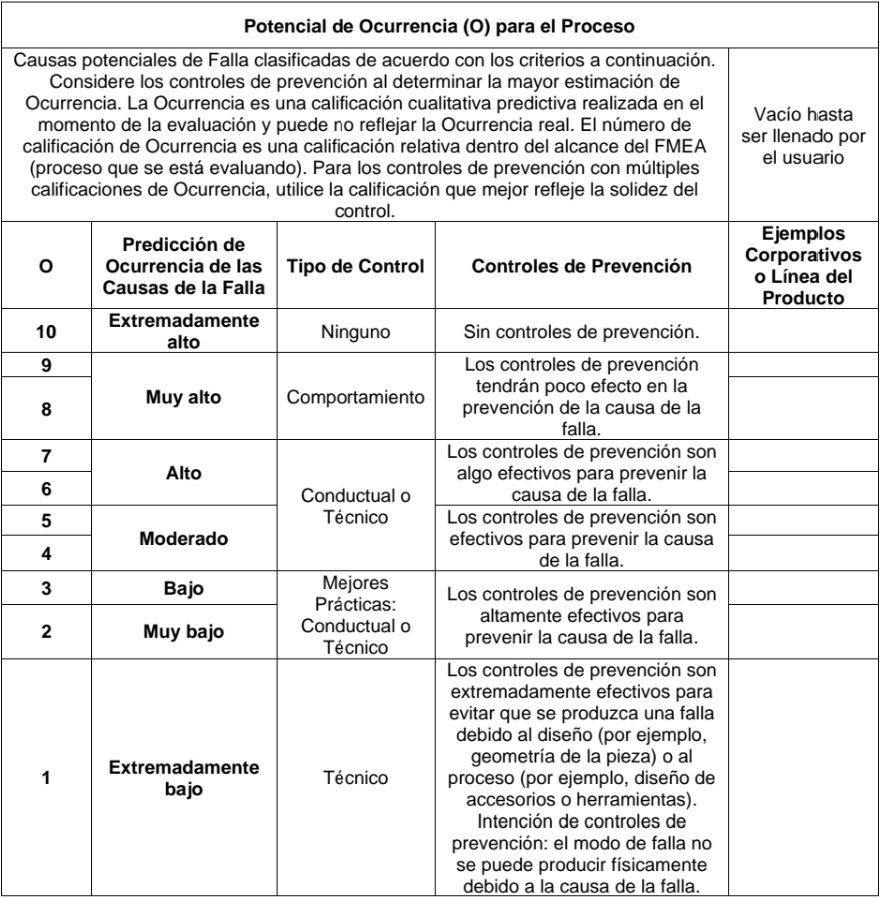 Potencial de Ocurrencia (O) para el Proceso
Causas potenciales de Falla clasificadas de acuerdo con los criterios a continuación.
Considere los controles de prevención al determinar la mayor estimación de
Ocurrencia. La Ocurrencia es una calificación cualitativa predictiva realizada en el
momento de la evaluación y puede no reflejar la Ocurrencia real. El número de
calificación de Ocurrencia es una calificación relativa dentro del alcance del FMEA
(proceso que se está evaluando). Para los controles de prevención con múltiples
calificaciones de Ocurrencia, utilice la calificación que mejor refleje la solidez del
control.
Vacío hasta
ser llenado por
el usuario
O
Predicción de
Ocurrencia de las
Causas de la Falla
Tipo de Control
Controles de Prevención
Ejemplos
Corporativos
o Línea del
Producto
10
Extremadamente
alto
Ninguno
Sin controles de prevención.
9
8
Muy alto
Comportamiento
Los controles de prevención
tendrán poco efecto en la
prevención de la causa de la
falla.
7
6
Alto
Conductual o
Técnico
Los controles de prevención son
algo efectivos para prevenir la
causa de la falla.
5
4
Moderado
Los controles de prevención son
efectivos para prevenir la causa
de la falla.
3
Bajo
2
Muy bajo
Mejores
Prácticas:
Conductual o
Técnico
Los controles de prevención son
altamente efectivos para
prevenir la causa de la falla.
1
Extremadamente
bajo
Técnico
Los controles de prevención son
extremadamente efectivos para
evitar que se produzca una falla
debido al diseño (por ejemplo,
geometría de la pieza) o al
proceso (por ejemplo, diseño de
accesorios o herramientas).
Intención de controles de
prevención: el modo de falla no
se puede producir físicamente
debido a la causa de la falla.